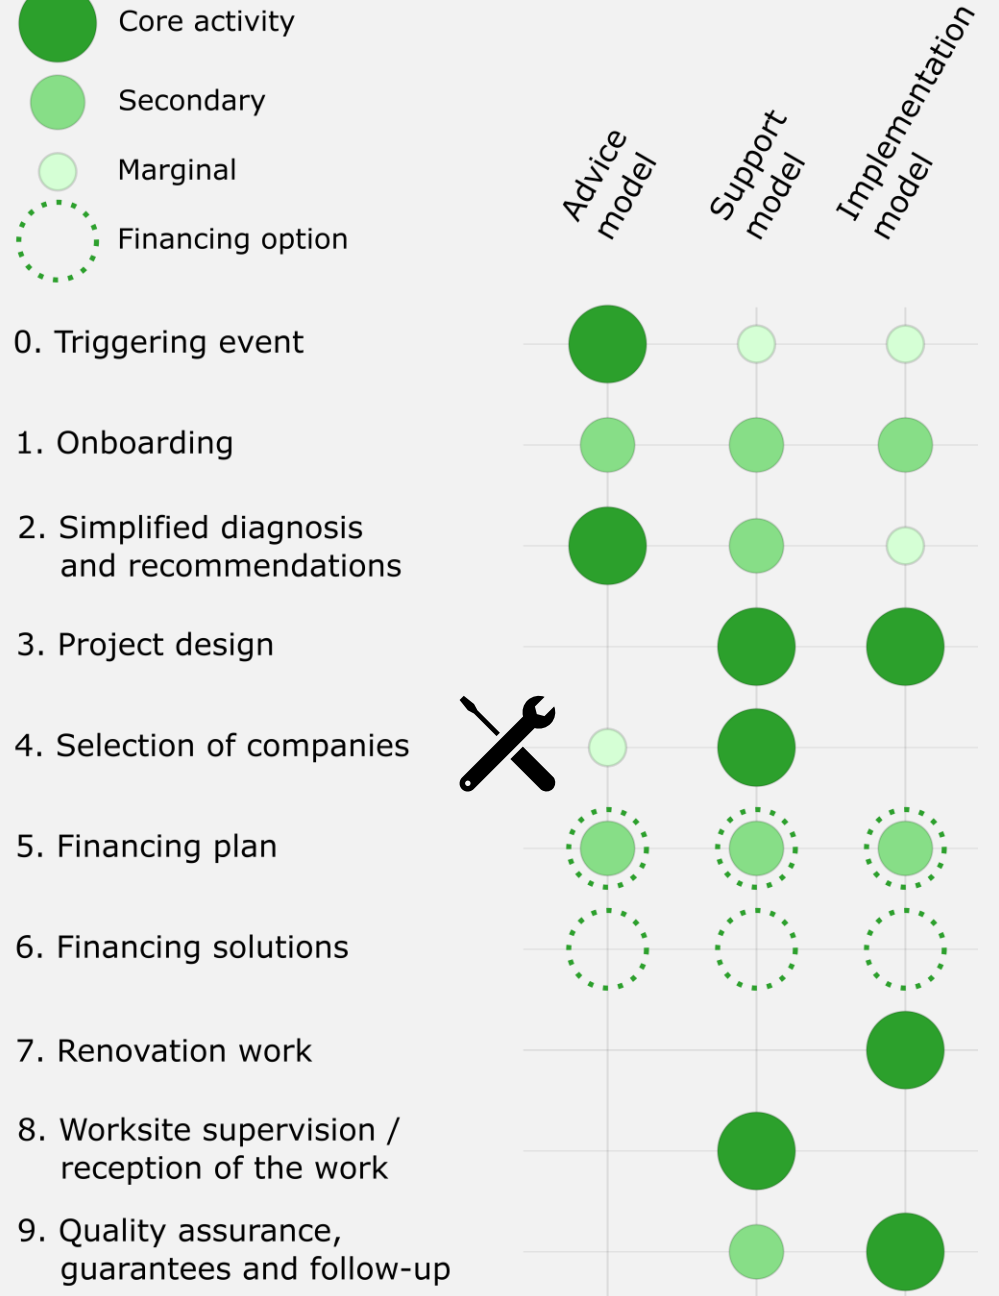 Core activity
Secondary
Marginal
Financing option
Advice
model
Support
model
Implementation
model
0. Triggering event
1. Onboarding
2. Simplified diagnosis
and recommendations
3. Project design
4. Selection of companies
5. Financing plan
6. Financing solutions
7. Renovation work
8. Worksite supervision /
reception of the work
9. Quality assurance,
guarantees and follow-up